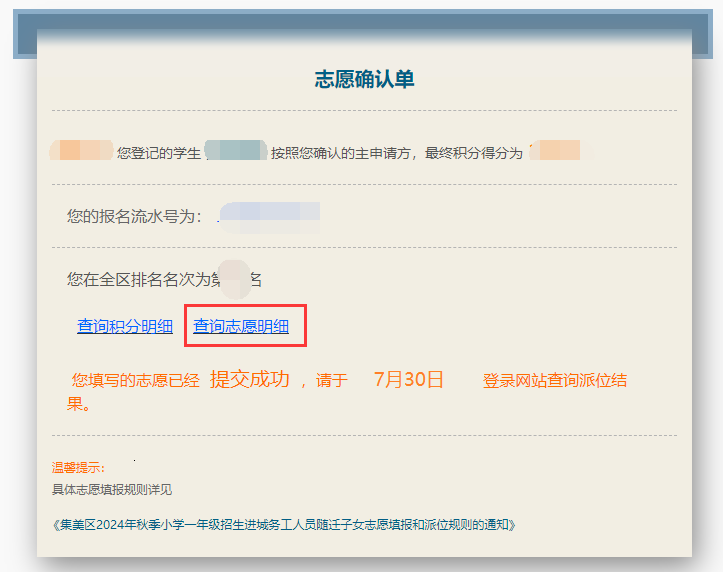 志愿确认单
您登记的学生 按照您确认的主申请方，最终积分得分为
您的报名流水号为：
您在全区排名名次为第 名
查询积分明细 查询志愿明细
您填写的志愿已经 提交成功 ，请于 7月30日 登录网站查询派位结
果。
温馨提示：
具体志愿填报规则详见
《集美区2024年秋季小学一年级招生进城务工人员随迁子女志愿填报和派位规则的通知》